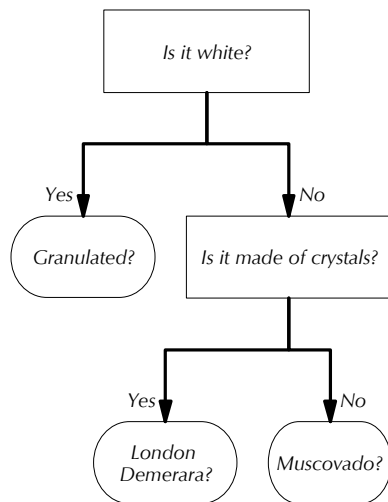 Is it white?
Yes
No
Granulated?
Is it made of crystals?
Yes
No
London
Demerara?
Muscovado?